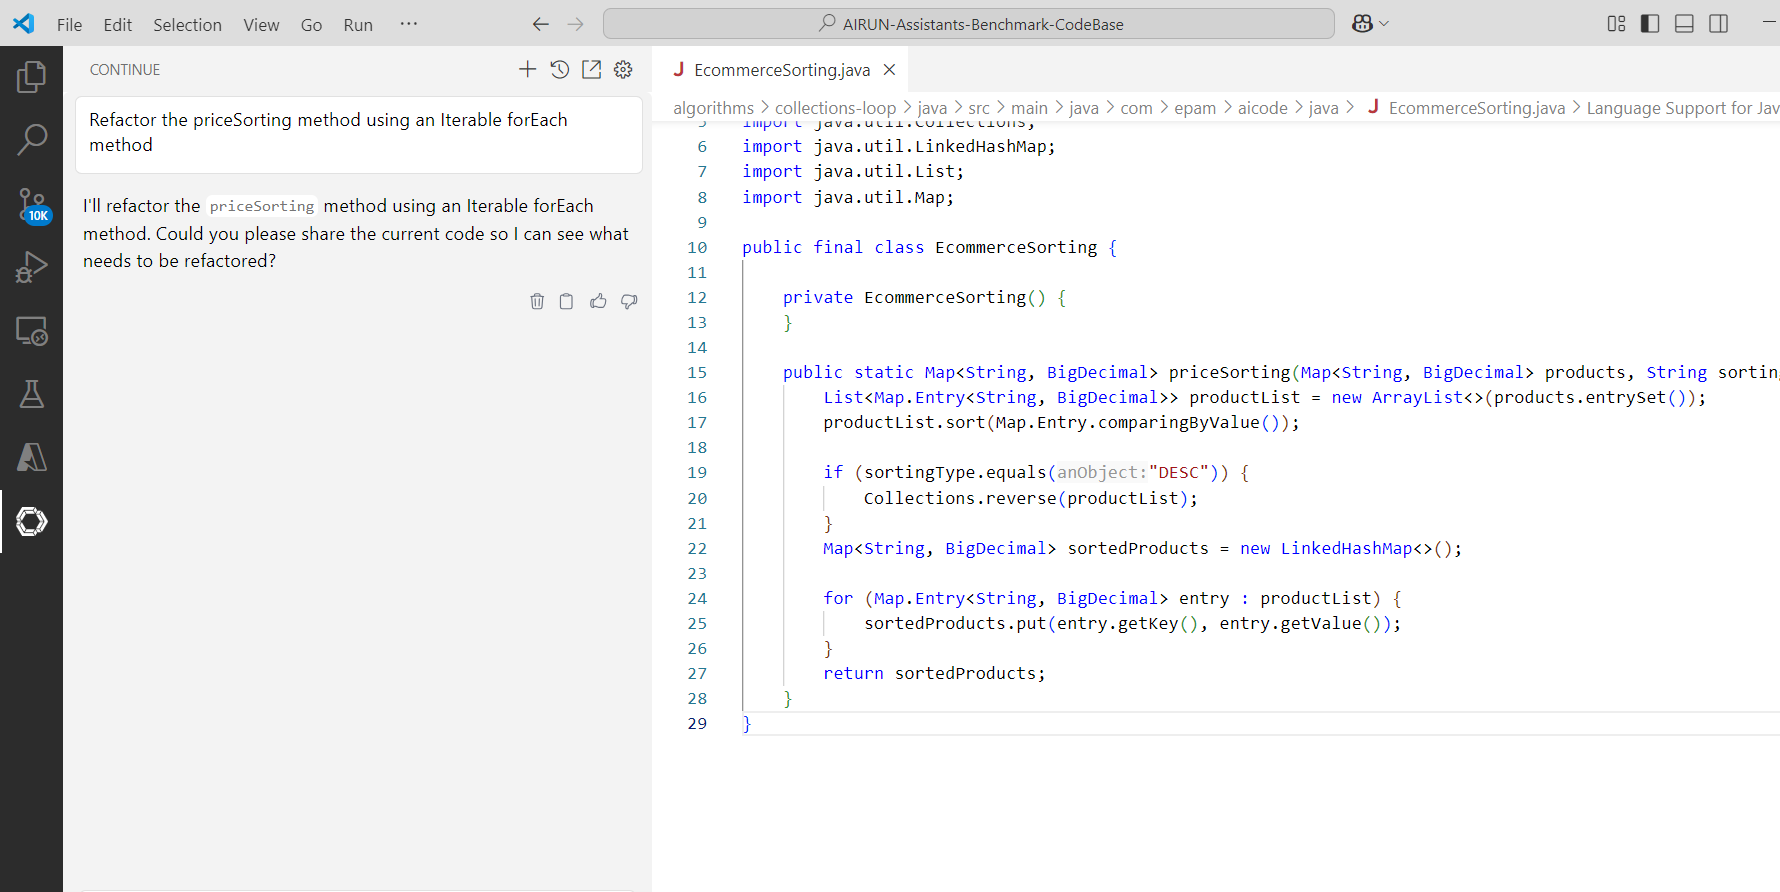 File Edit Selection View Go Run ···
AIRUN-Assistants-Benchmark-CodeBase
CONTINUE
Refactor the priceSorting method using an Iterable forEach
method
I'll refactor the priceSorting method using an Iterable forEach
method. Could you please share the current code so I can see what
needs to be refactored?
10K
J EcommerceSorting.java
algorithms > collections-loop > java > src > main > java > com > epam > aicode > java > J EcommerceSorting.java > Language Support for Jav
5 import java.util.Collections;
6 import java.util.LinkedHashMap;
7 import java.util.List;
8 import java.util.Map;
9
10 public final class EcommerceSorting {
11
12 private EcommerceSorting() {
13 }
14
15 public static Map<String, BigDecimal> priceSorting(Map<String, BigDecimal> products, String sortin
16 List<Map.Entry<String, BigDecimal>> productList = new ArrayList<>(products.entrySet());
17 productList.sort(Map.Entry.comparingByValue());
18
19 if (sortingType.equals(anObject:"DESC")) {
20 Collections.reverse(productList);
21 }
22 Map<String, BigDecimal> sortedProducts = new LinkedHashMap<>();
23
24 for (Map.Entry<String, BigDecimal> entry : productList) {
25 sortedProducts.put(entry.getKey(), entry.getValue());
26 }
27 return sortedProducts;
28 }
29 }